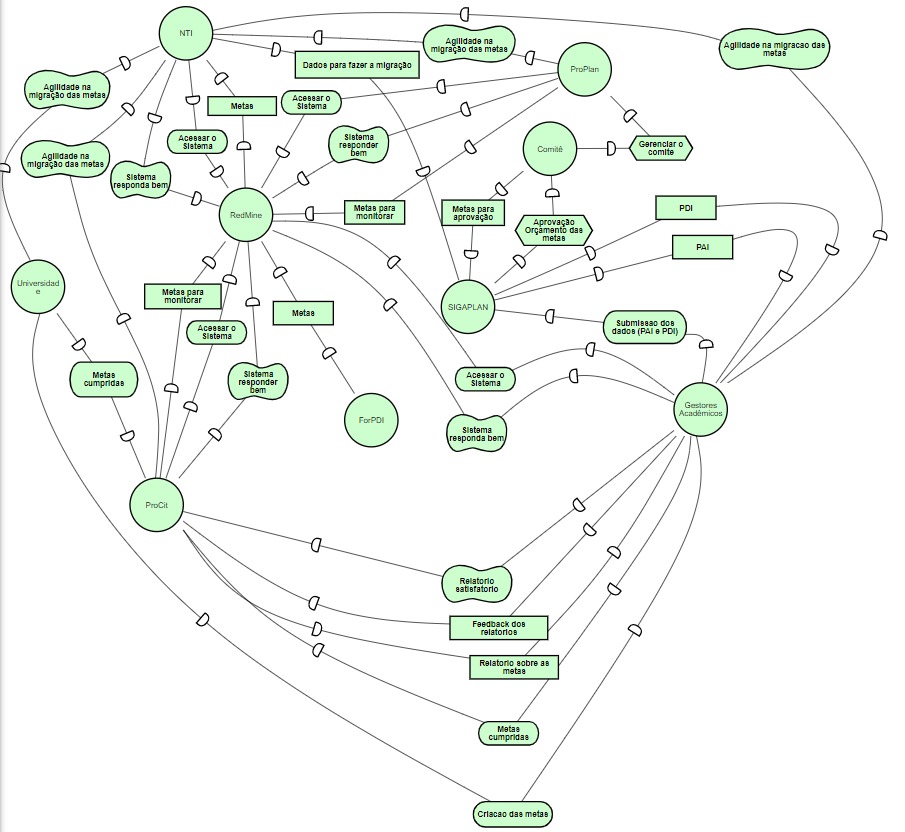 NTI
Agilidade na
migração das metas
Agilidade na migracao das
metas
Dados para fazer a migração
ProPlan
Agilidade na
migração das metas
Metas
Acessar o
Sistema
Acessar o
Sistema
Sistema
responder
bem
Comitê
Gerenciar o
comite
Agilidade na
migração das metas
Sistema
responda bem
RedMine
Metas para
monitorar
Metas para
aprovação
Aprovação
Orçamento das
metas
PDI
PAI
Universidad
e
Metas para
monitorar
Metas
SIGAPLAN
Submissao dos
dados (PAI e PDI)
Acessar o
Sistema
Metas
cumpridas
Sistema
responder
bem
Acessar o
Sistema
ForPDI
Sistema
responda bem
Gestores
Acadêmicos
ProCit
Relatorio
satisfatorio
Feedback dos
relatorios
Relatorio sobre as
metas
Metas
cumpridas
Criacao das metas